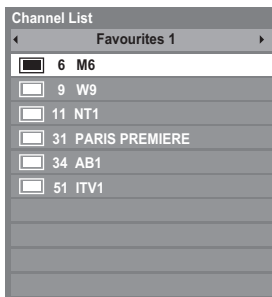 Channel List
Favourites 1
6 M6
9 W9
11 NT1
31 PARIS PREMIERE
34 AB1
51 ITV1